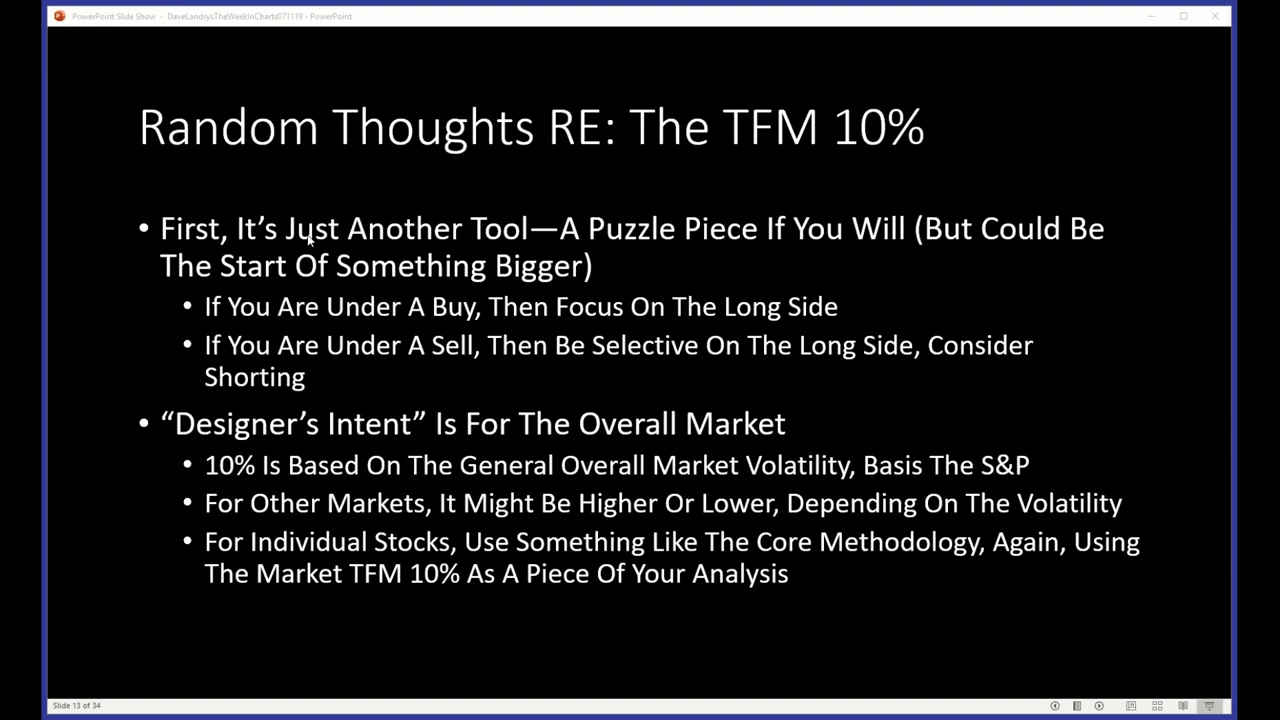 PowerPoint Slide Show - DaveLandrysTheWeekInCharts071119 - PowerPoint
Random Thoughts RE: The TFM 10%
• First, It’s Just Another Tool—A Puzzle Piece If You Will (But Could Be
The Start Of Something Bigger)
• If You Are Under A Buy, Then Focus On The Long Side
• If You Are Under A Sell, Then Be Selective On The Long Side, Consider
Shorting
• “Designer’s Intent” Is For The Overall Market
• 10% Is Based On The General Overall Market Volatility, Basis The S&P
• For Other Markets, It Might Be Higher Or Lower, Depending On The Volatility
• For Individual Stocks, Use Something Like The Core Methodology, Again, Using
The Market TFM 10% As A Piece Of Your Analysis
Slide 13 of 34